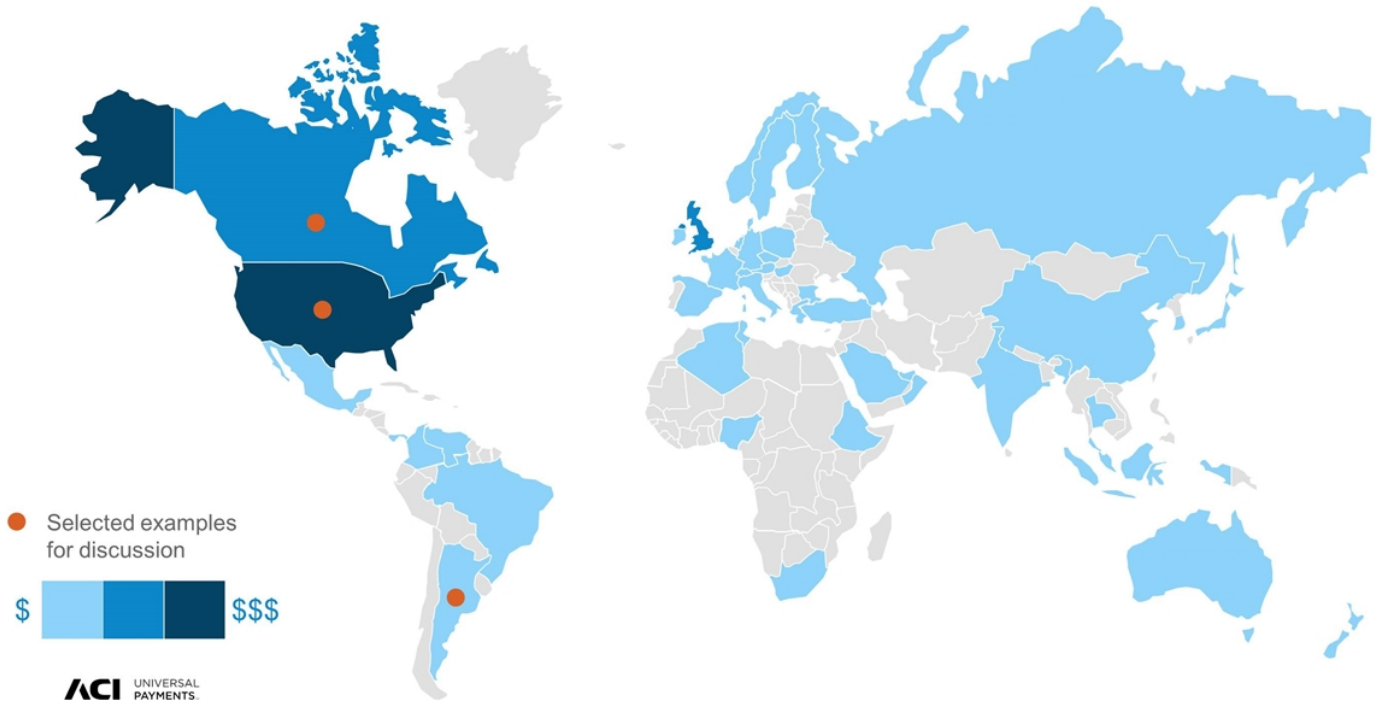 Selected examples
for discussion
$ $$$
ACI UNIVERSAL
PAYMENTS